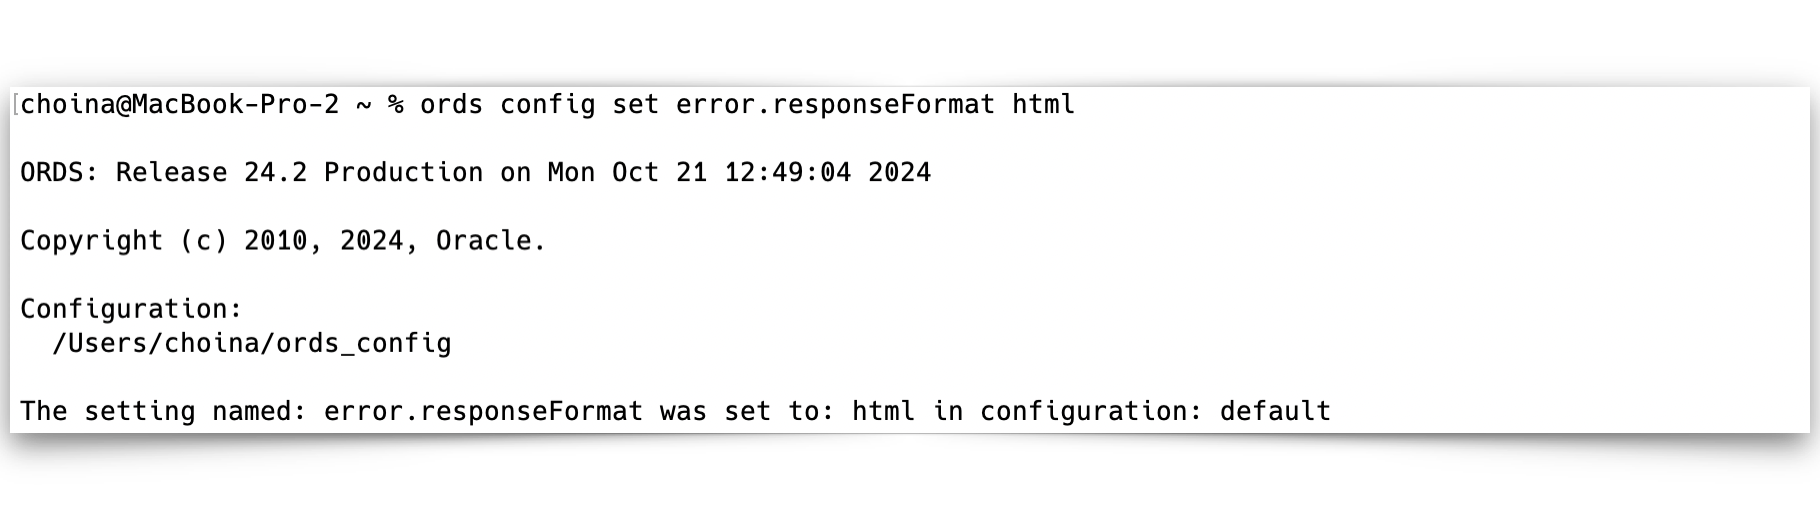 choina@MacBook-Pro-2 ~ % ords config set error.responseFormat html
ORDS: Release 24.2 Production on Mon Oct 21 12:49:04 2024
Copyright (c) 2010, 2024, Oracle.
Configuration:
/Users/choina/ords_config
The setting named: error.responseFormat was set to: html in configuration: default